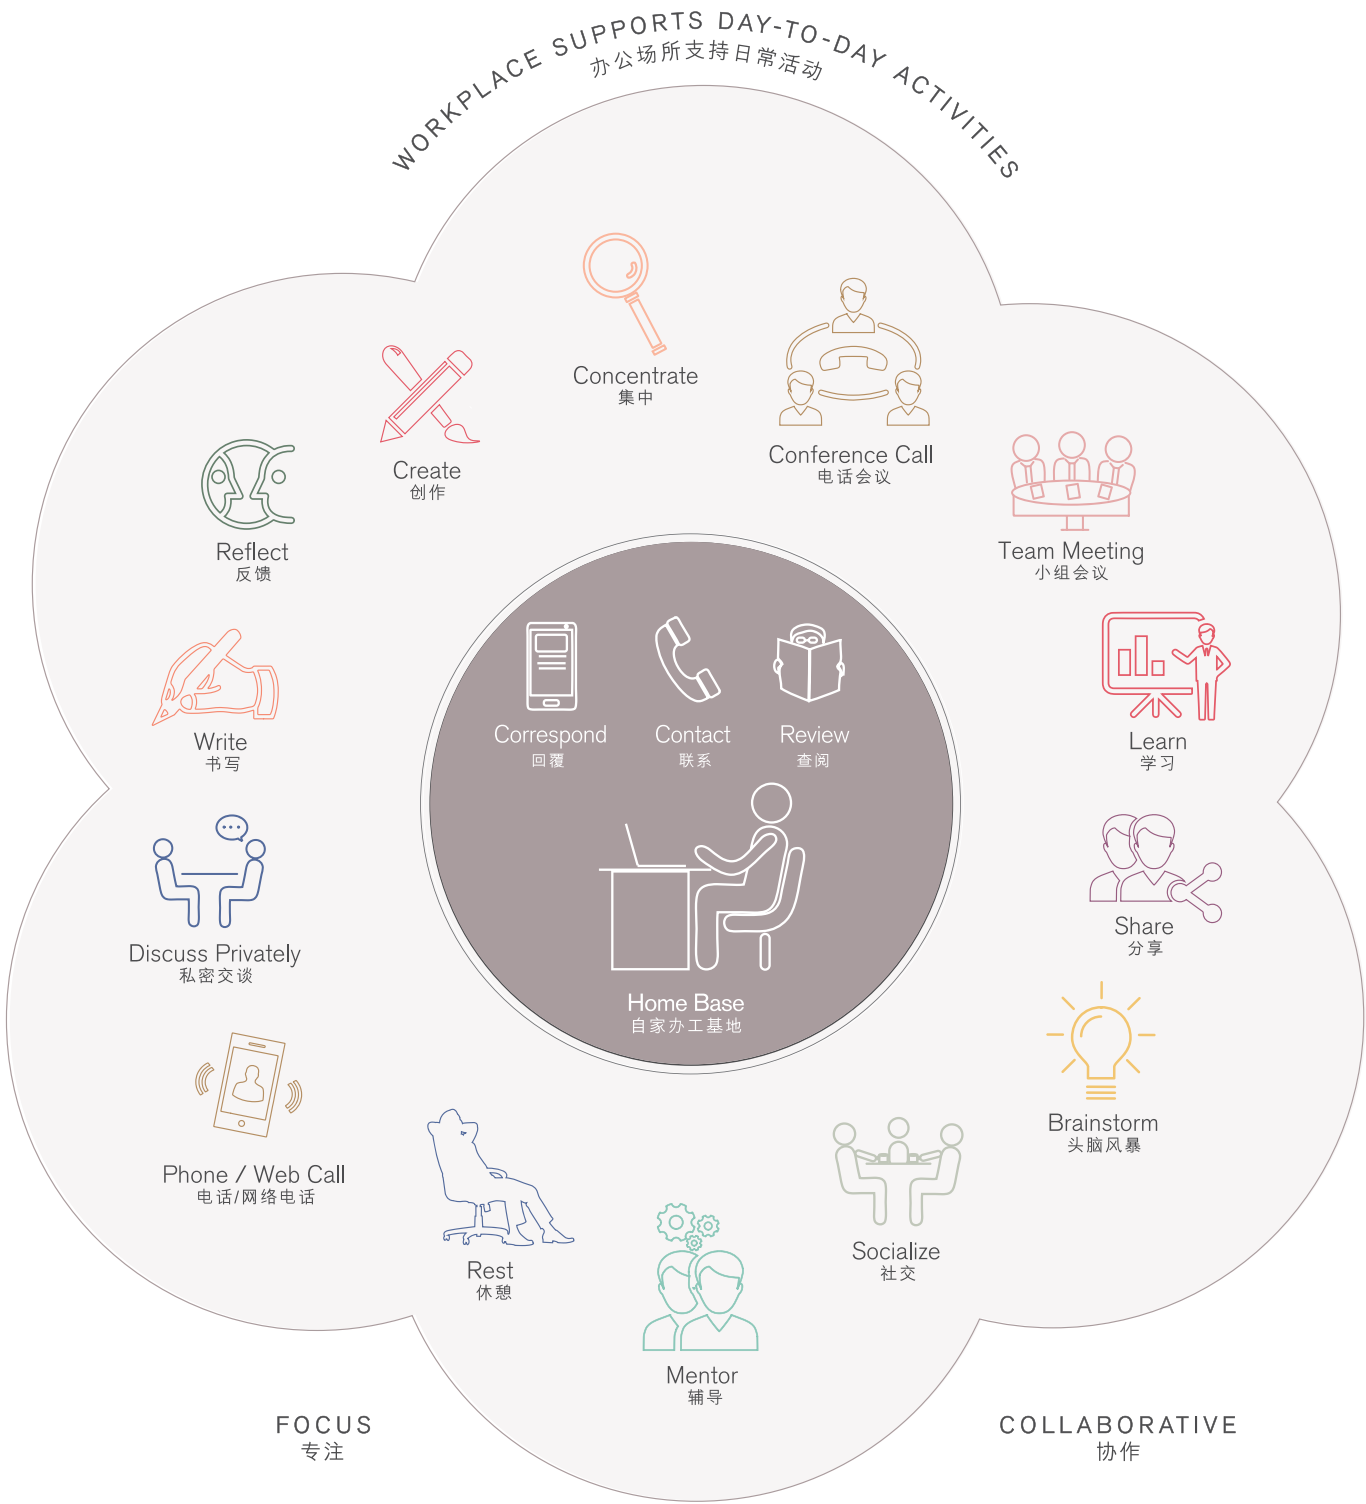 WORKPLACE SUPPORTS DAY-TO-DAY ACTIVITIES
办公场所支持日常活动
Concentrate
集中
Conference Call
电话会议
Create
创作
Reflect
反馈
Team Meeting
小组会议
Write
书写
Correspond
回覆
Contact
联系
Review
查阅
Learn
学习
Discuss Privately
私密交谈
Share
分享
Home Base
自家办工基地
Brainstorm
头脑风暴
Phone / Web Call
电话/网络电话
Rest
休憩
Socialize
社交
Mentor
辅导
FOCUS
专注
COLLABORATIVE
协作